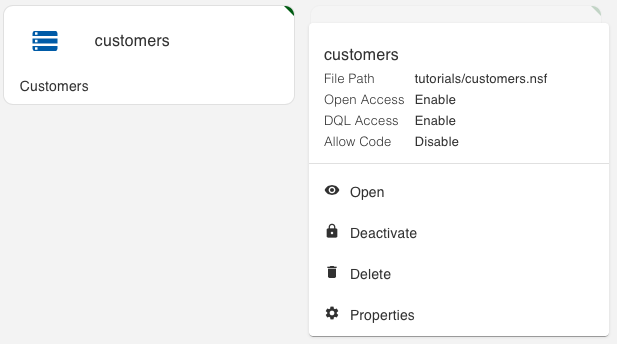 customers
Customers
customers
File Path tutorials/customers.nsf
Open Access Enable
DQL Access Enable
Allow Code Disable
Open
Deactivate
Delete
Properties